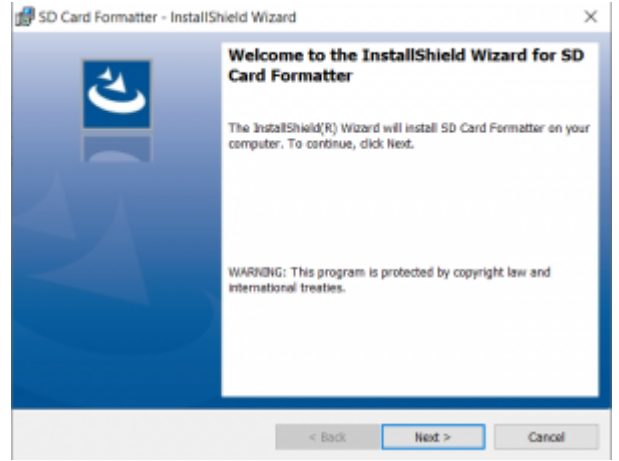 SD Card Formatter - InstallShield Wizard
Welcome to the InstallShield Wizard for SD
Card Formatter
The InstallShield(R) Wizard will install SD Card Formatter on your
computer. To continue, click Next.
WARNING: This program is protected by copyright law and
international treaties.
< Back Next > Cancel